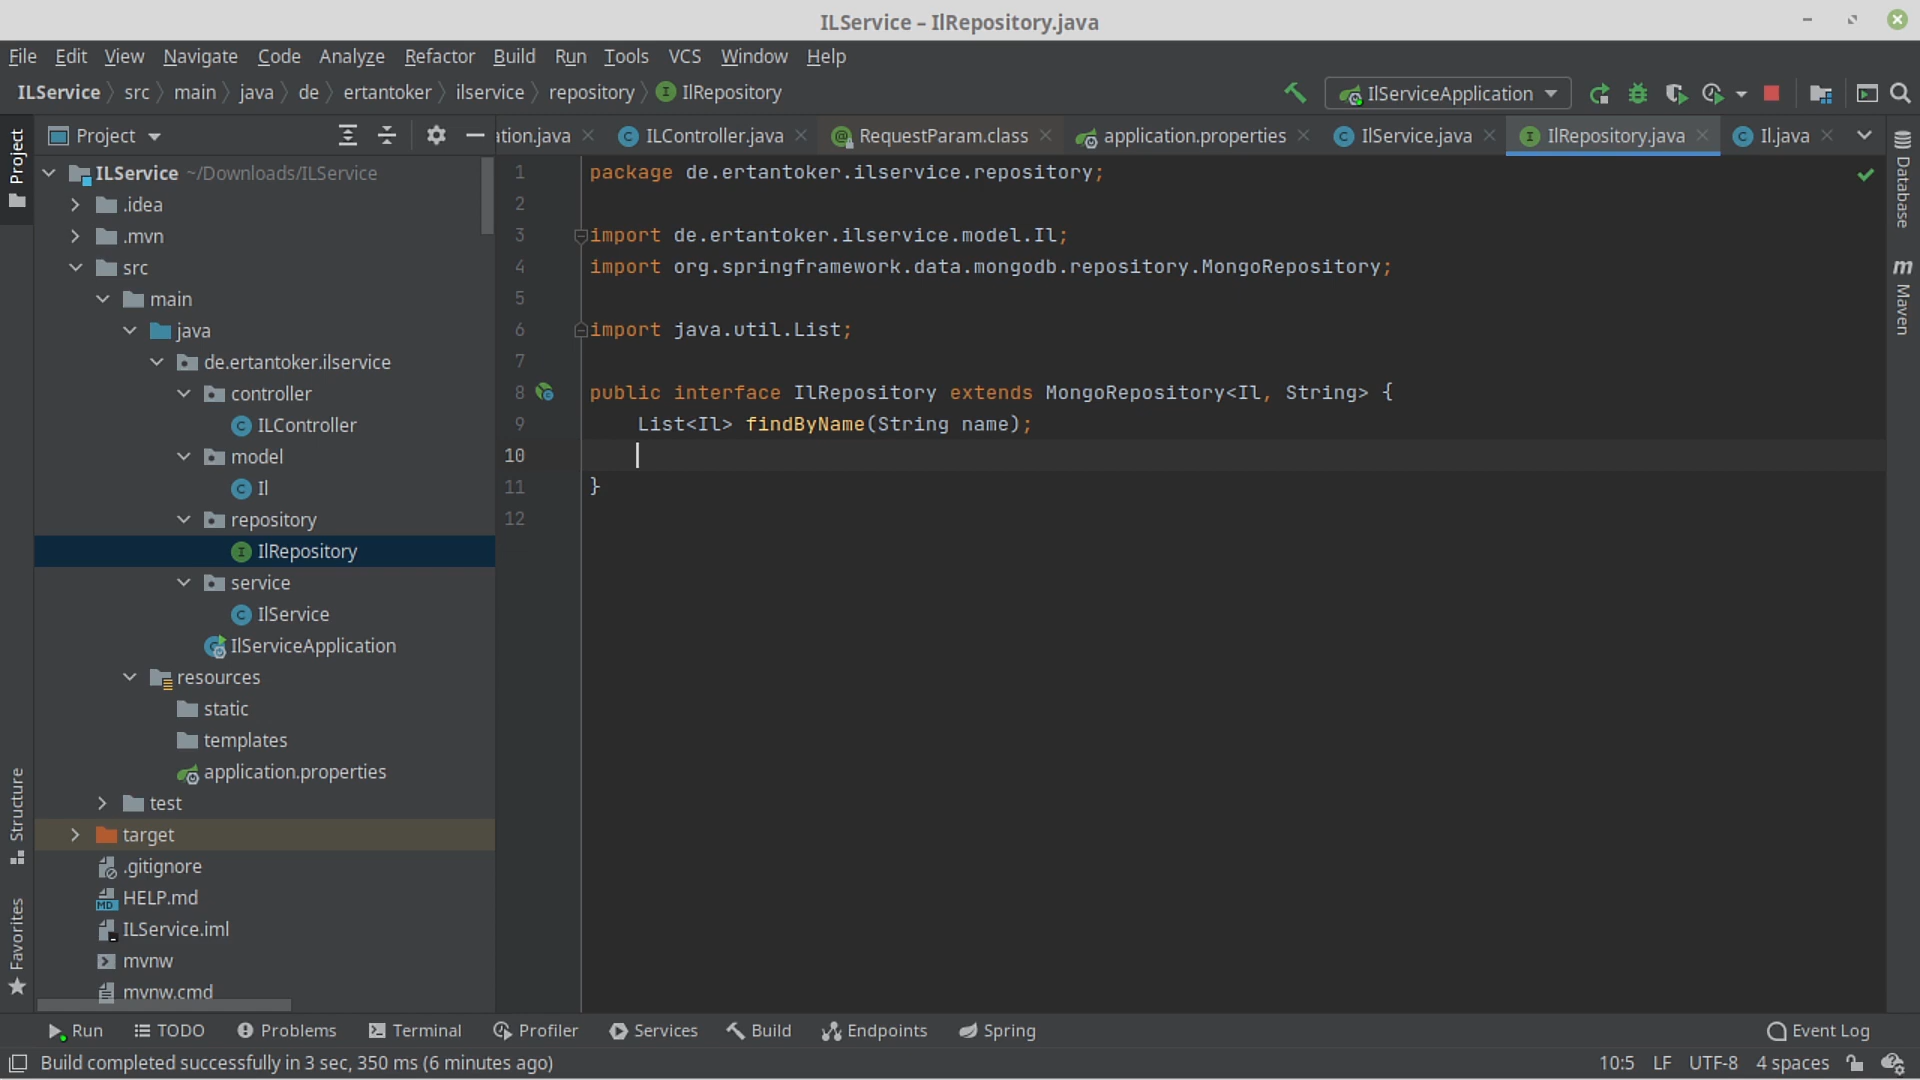 ILService – IlRepository.java
File Edit View Navigate Code Analyze Refactor Build Run Tools VCS Window Help
ILService src main java de ertantoker ilservice repository IlRepository IlServiceApplication
Project ation.java ILController.java RequestParam.class application.properties IlService.java IlRepository.java Il.java
Project
Structure
Favorites
ILService ~/Downloads/ILService
.idea
.mvn
src
main
java
de.ertantoker.ilservice
controller
ILController
model
Il
repository
IlRepository
service
IlService
IlServiceApplication
resources
static
templates
application.properties
test
target
.gitignore
HELP.md
ILService.iml
mvnw
mvnw.cmd
1 package de.ertantoker.ilservice.repository;
2
3 import de.ertantoker.ilservice.model.Il;
4 import org.springframework.data.mongodb.repository.MongoRepository;
5
6 import java.util.List;
7
8 public interface IlRepository extends MongoRepository<Il, String> {
9 List<Il> findByName(String name);
10
11 }
12
Database
Maven
Run TODO Problems Terminal Profiler Services Build Endpoints Spring Event Log
Build completed successfully in 3 sec, 350 ms (6 minutes ago) 10:5 LF UTF-8 4 spaces